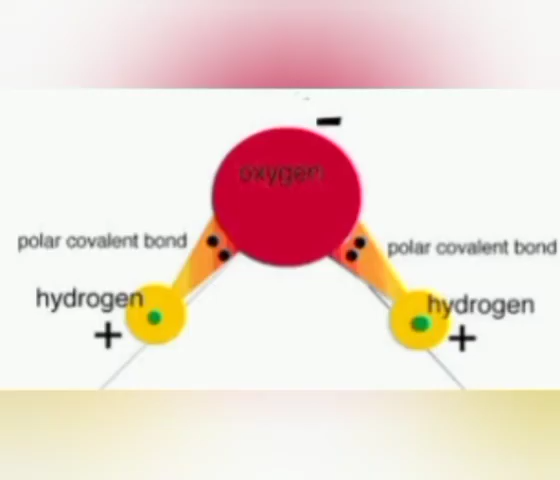 −
oxygen
polar covalent bond
polar covalent bond
hydrogen
hydrogen
+
+